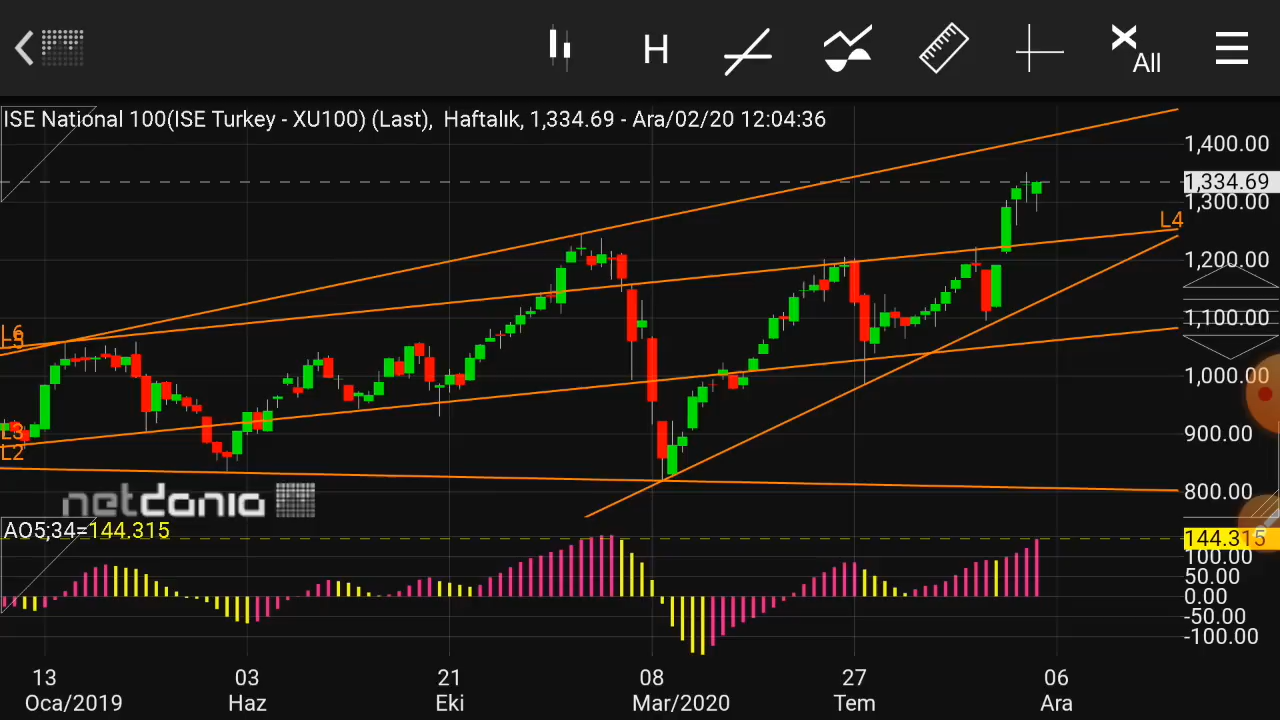 H
All
ISE National 100(ISE Turkey - XU100) (Last), Haftalık, 1,334.69 - Ara/02/20 12:04:36
1,400.00
1,334.69
1,300.00
L4
1,200.00
1,100.00
1,000.00
900.00
800.00
L6
L3
L2
netdania
AO5;34=144.315
144.315
100.00
50.00
0.00
-50.00
-100.00
13 03 21 08 27 06
Oca/2019 Haz Eki Mar/2020 Tem Ara